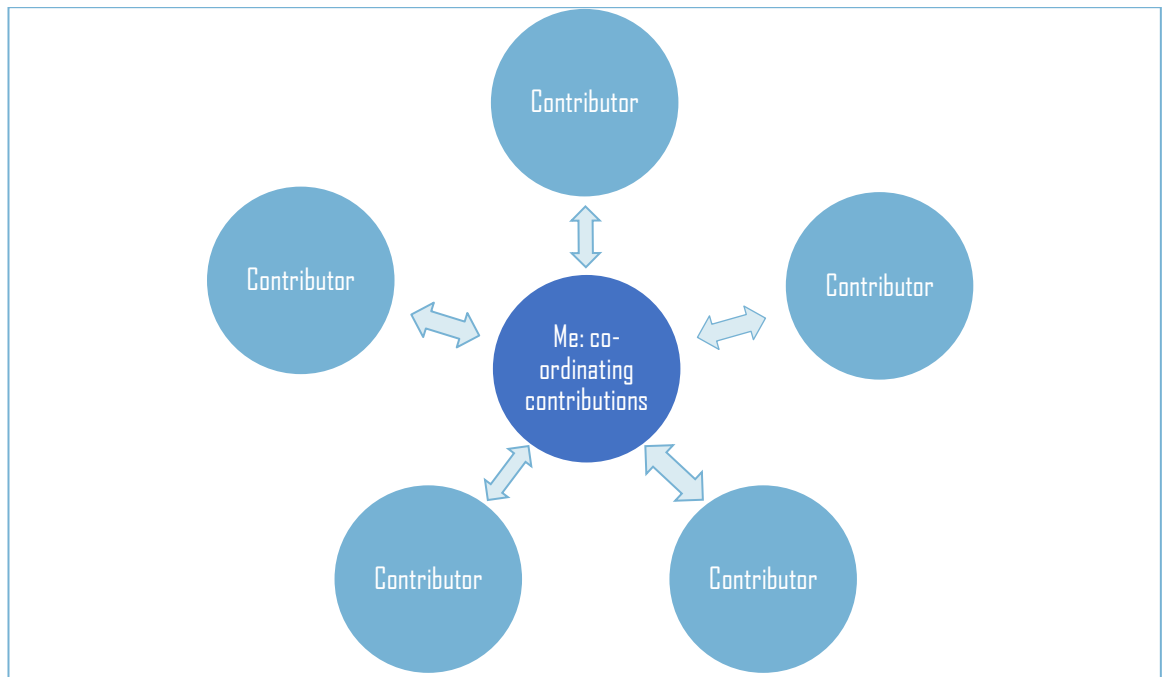 Contributor
Contributor
Contributor
Me: co-
ordinating
contributions
Contributor
Contributor